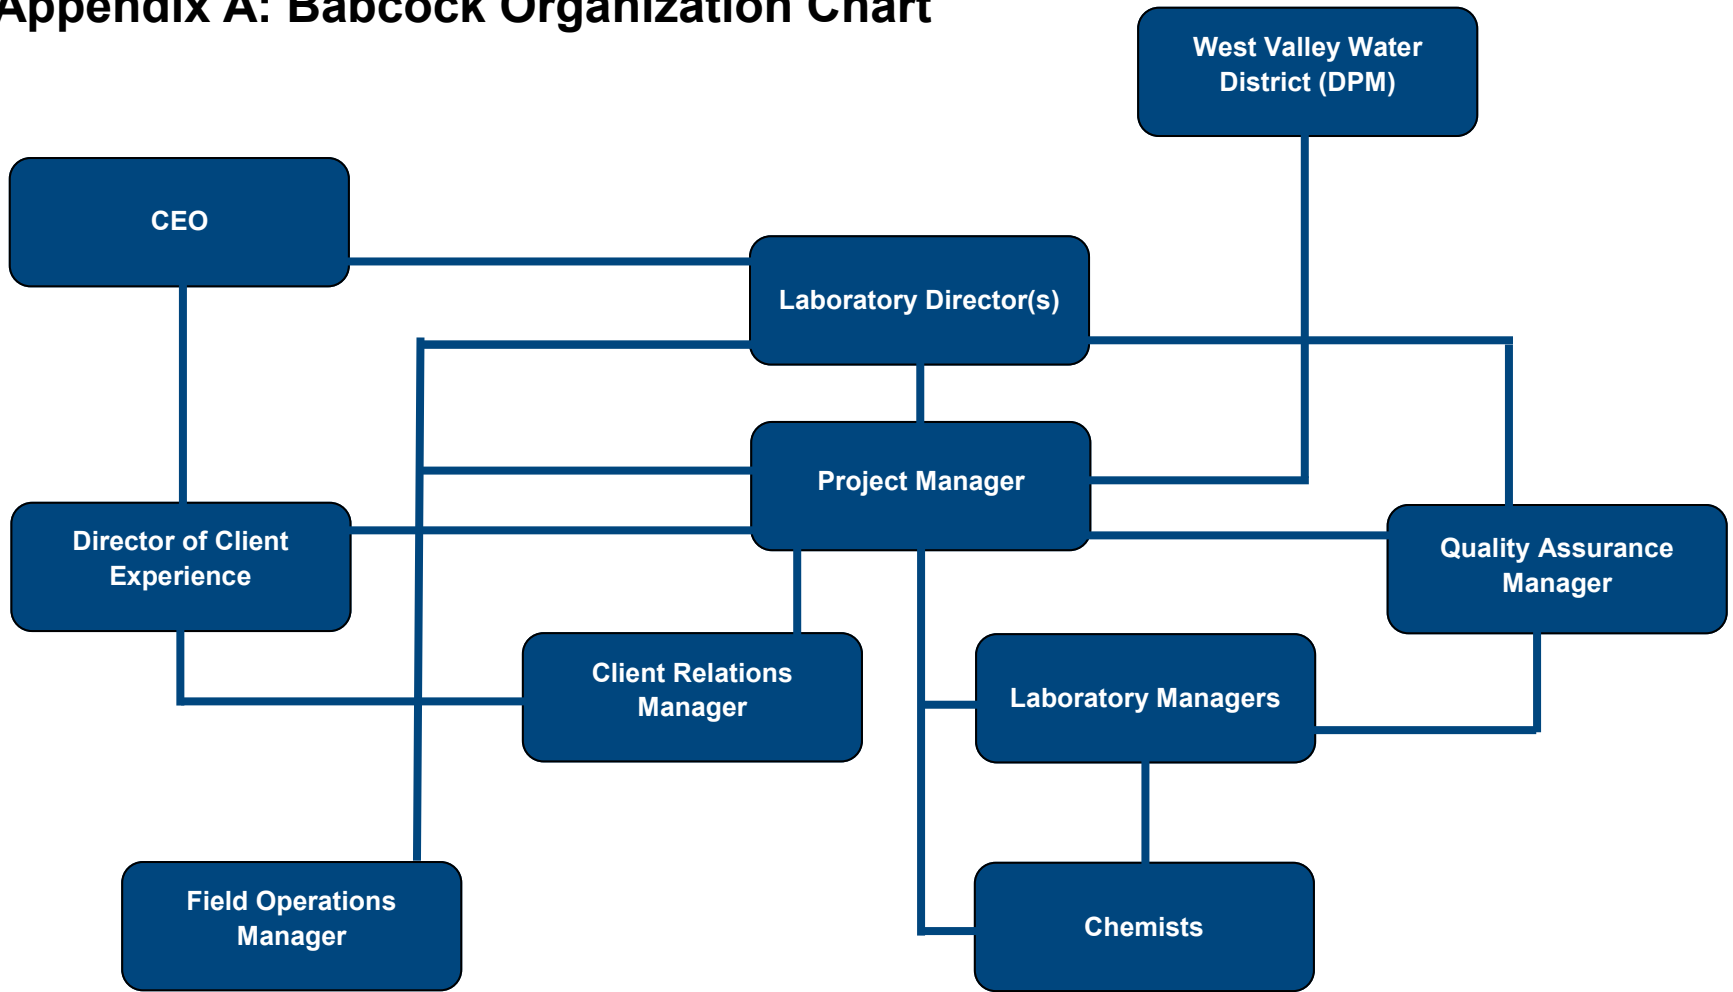 Appendix A: Babcock Organization Chart
West Valley Water
District (DPM)
CEO
Laboratory Director(s)
Project Manager
Director of Client
Experience
Quality Assurance
Manager
Client Relations
Manager
Laboratory Managers
Field Operations
Manager
Chemists